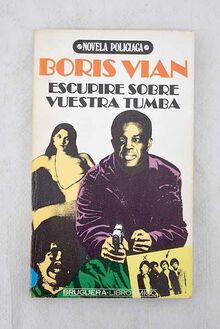 NOVELA POLICIACA
BORIS VIAN
ESCUPIRE SOBRE
VUESTRA TUMBA
BRUGUERA·LIBRO AMIGO